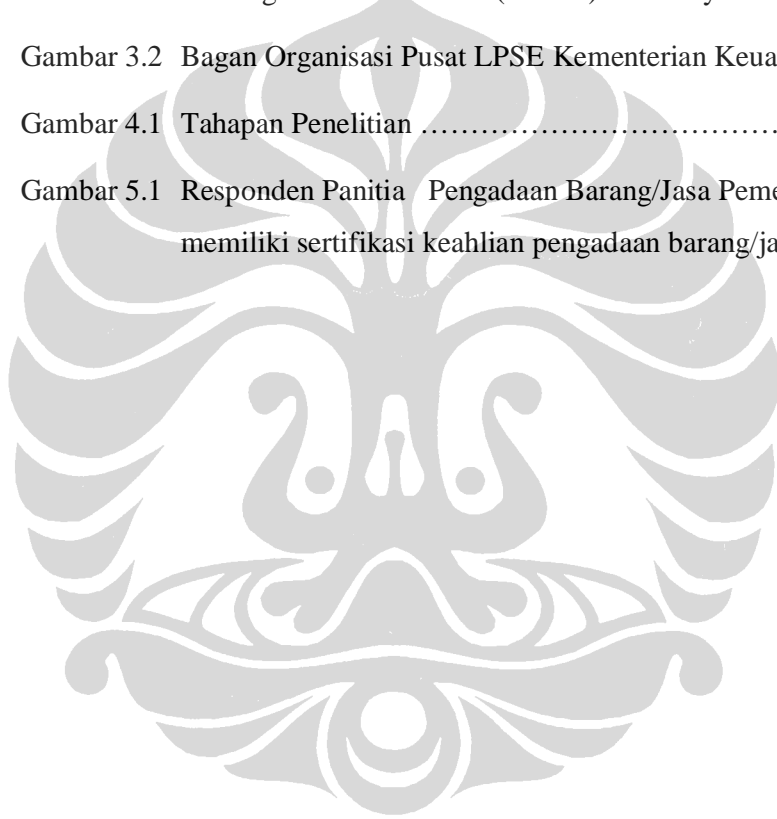 Gambar 3.2 Bagan Organisasi Pusat LPSE Kementerian Keua
Gambar 4.1 Tahapan Penelitian ……………………………
Gambar 5.1 Responden Panitia Pengadaan Barang/Jasa Peme
memiliki sertifikasi keahlian pengadaan barang/ja